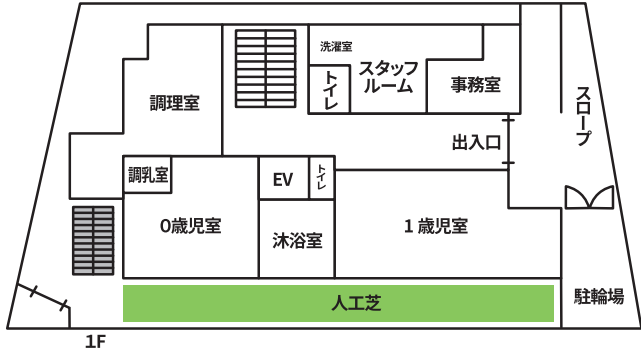 洗濯室
トイレ
スタッフ
ルーム
事務室
スロープ
調理室
出入口
調乳室
EV
トイレ
0歳児室
沐浴室
1歳児室
人工芝
駐輪場
1F